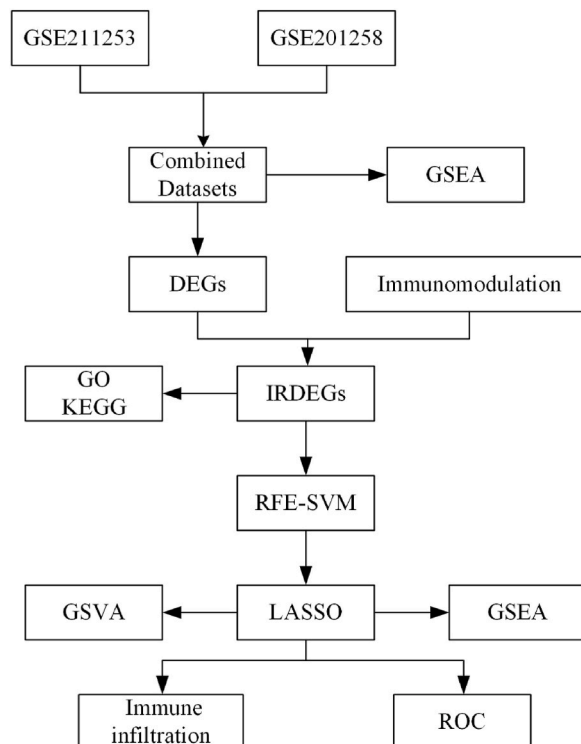 GSE211253
GSE201258
Combined
Datasets
GSEA
DEGs
Immunomodulation
GO
KEGG
IRDEGs
RFE-SVM
GSVA
LASSO
GSEA
Immune
infiltration
ROC